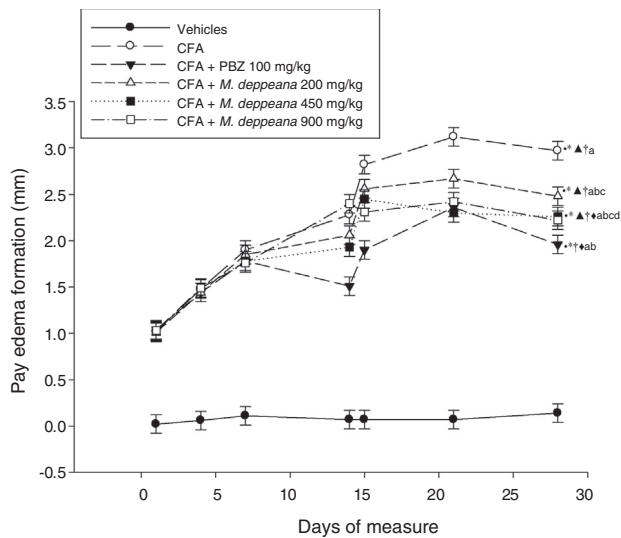 Vehicles
CFA
CFA + PBZ 100 mg/kg
CFA + M. deppeana 200 mg/kg
CFA + M. deppeana 450 mg/kg
CFA + M. deppeana 900 mg/kg
Pay edema formation (mm)
3.5
3.0
2.5
2.0
1.5
1.0
0.5
0.0
-0.5
•*▲†a
•*▲†abc
•*▲†♦abcd
•*†♦ab
0 5 10 15 20 25 30
Days of measure